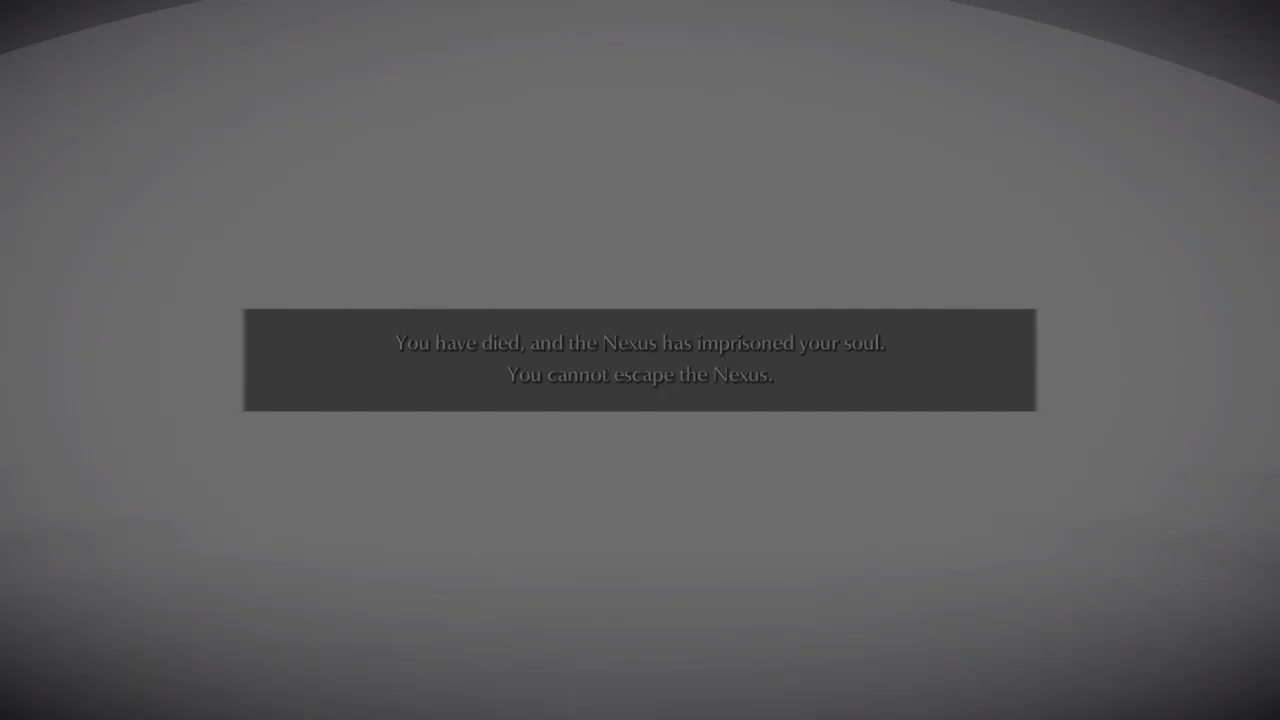 You have died, and the Nexus has imprisoned your soul.
You cannot escape the Nexus.